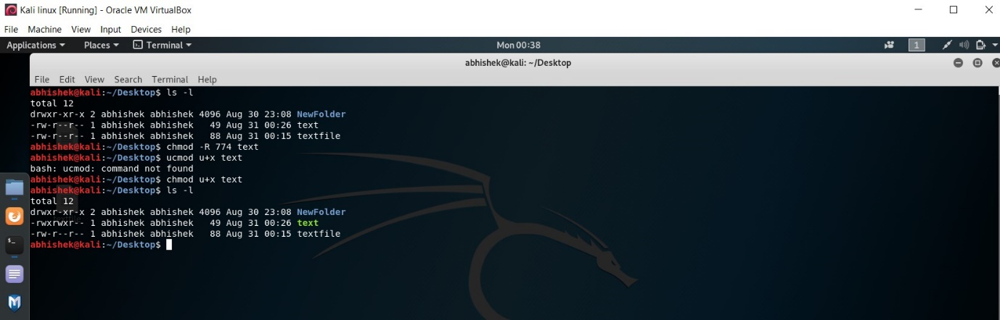 Kali linux [Running] - Oracle VM VirtualBox
File Machine View Input Devices Help
Applications Places Terminal Mon 00:38 1
abhishek@kali: ~/Desktop
File Edit View Search Terminal Help
abhishek@kali:~/Desktop$ ls -l
total 12
drwxr-xr-x 2 abhishek abhishek 4096 Aug 30 23:08 NewFolder
-rw-r--r-- 1 abhishek abhishek   49 Aug 31 00:26 text
-rw-r--r-- 1 abhishek abhishek   88 Aug 31 00:15 textfile
abhishek@kali:~/Desktop$ chmod -R 774 text
abhishek@kali:~/Desktop$ ucmod u+x text
bash: ucmod: command not found
abhishek@kali:~/Desktop$ chmod u+x text
abhishek@kali:~/Desktop$ ls -l
total 12
drwxr-xr-x 2 abhishek abhishek 4096 Aug 30 23:08 NewFolder
-rwxrwxr-- 1 abhishek abhishek   49 Aug 31 00:26 text
-rw-r--r-- 1 abhishek abhishek   88 Aug 31 00:15 textfile
abhishek@kali:~/Desktop$